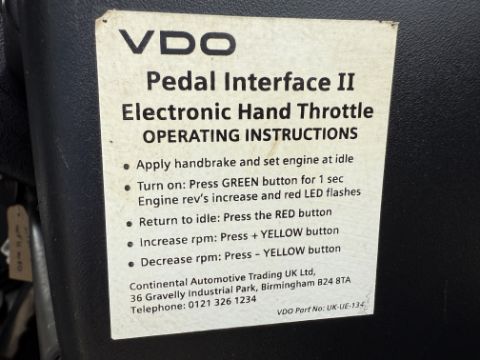 VDO
Pedal Interface II
Electronic Hand Throttle
OPERATING INSTRUCTIONS
• Apply handbrake and set engine at idle
• Turn on: Press GREEN button for 1 sec
Engine rev's increase and red LED flashes
• Return to idle: Press the RED button
• Increase rpm: Press + YELLOW button
• Decrease rpm: Press – YELLOW button
Continental Automotive Trading UK Ltd,
36 Gravelly Industrial Park, Birmingham B24 8TA
Telephone: 0121 326 1234
VDO Part No: UK-UE-134